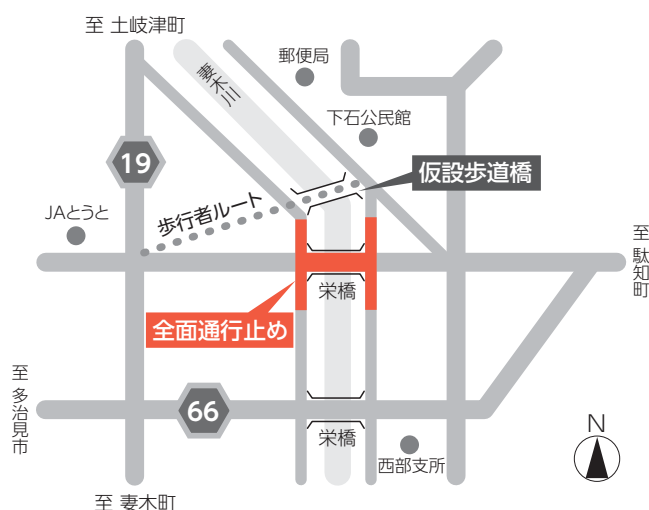 至 土岐津町
郵便局
妻木川
下石公民館
19
仮設歩道橋
歩行者ルート
JAとうと
至 駄知町
栄橋
全面通行止め
至 多治見市
66
栄橋
西部支所
N
至 妻木町